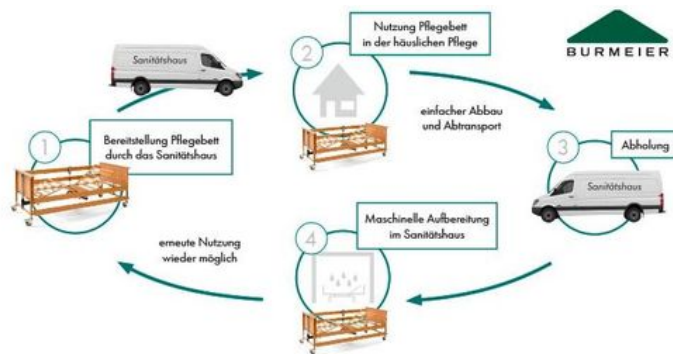 BURMEIER
Sanitätshaus
1
Bereitstellung Pflegebett
durch das Sanitätshaus
2
Nutzung Pflegebett
in der häuslichen Pflege
einfacher Abbau
und Abtransport
3
Abholung
Sanitätshaus
4
Maschinelle Aufbereitung
im Sanitätshaus
erneute Nutzung
wieder möglich